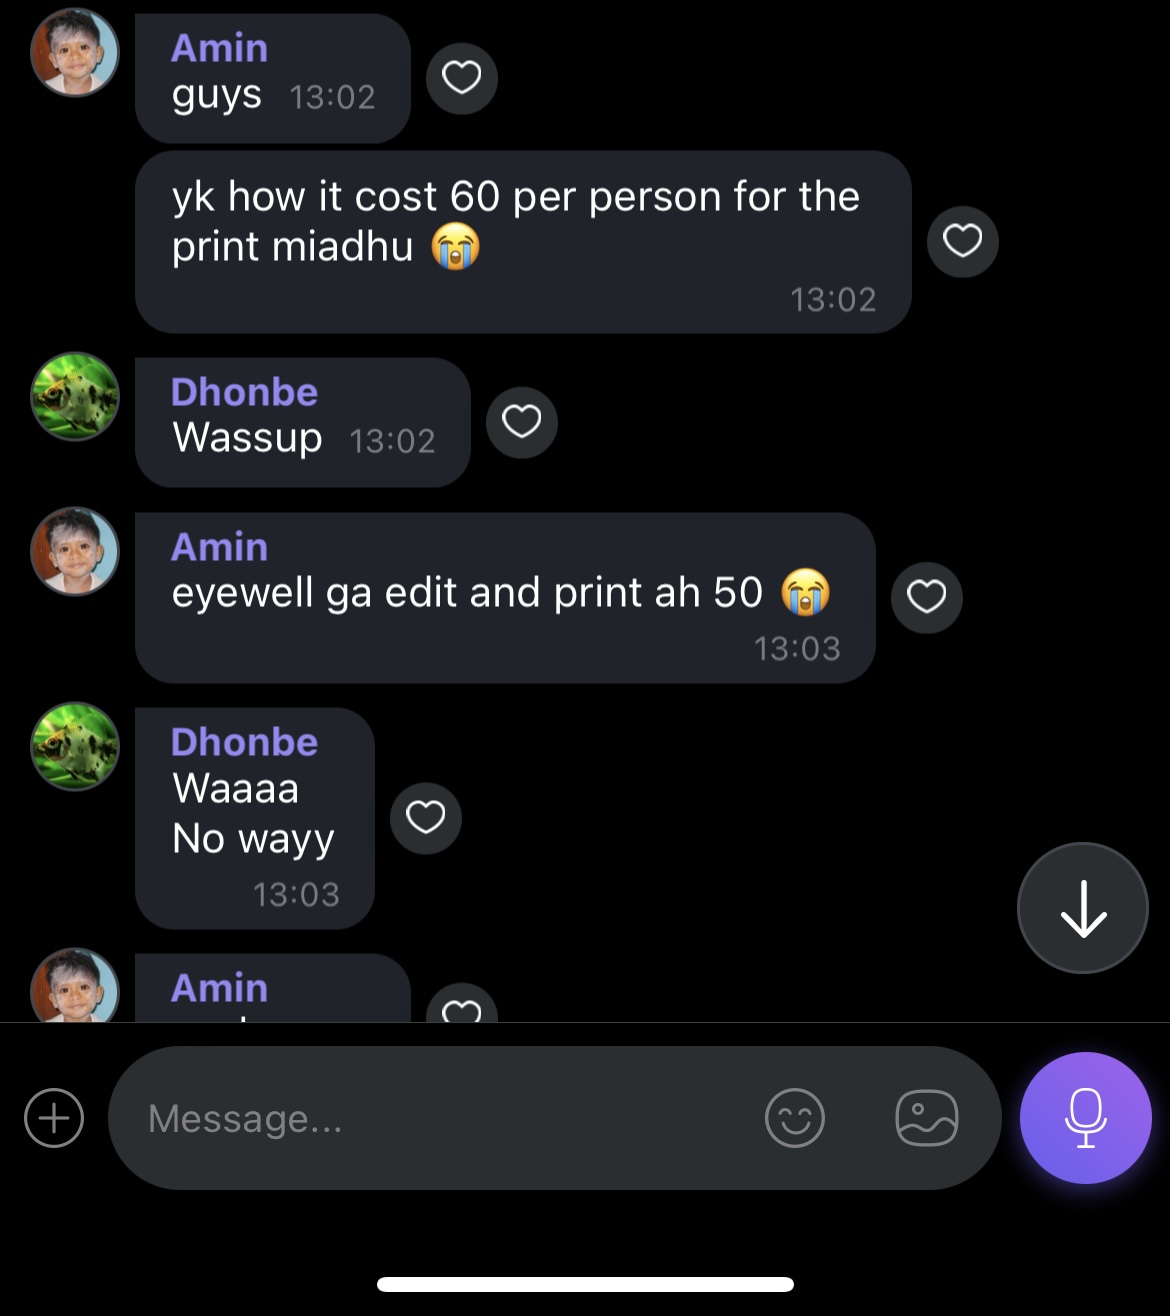 Amin
guys 13:02
yk how it cost 60 per person for the
print miadhu 😭
13:02
Dhonbe
Wassup 13:02
Amin
eyewell ga edit and print ah 50 😭
13:03
Dhonbe
Waaaa
No wayy
13:03
Amin
Message...